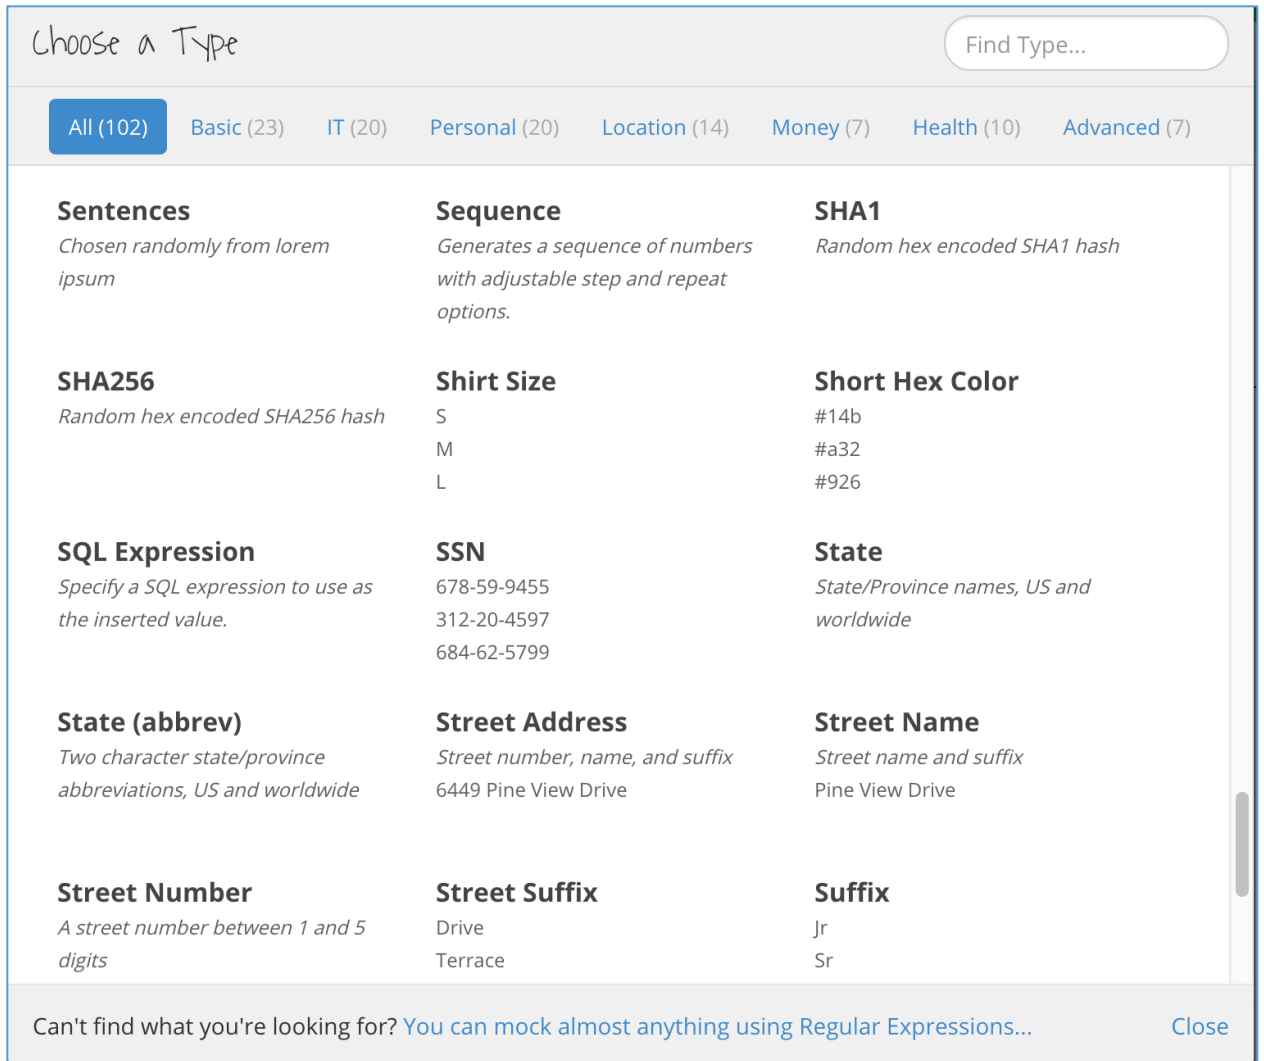 Choose a Type
Find Type...
All (102) Basic (23) IT (20) Personal (20) Location (14) Money (7) Health (10) Advanced (7)
Sentences
Chosen randomly from lorem
ipsum
Sequence
Generates a sequence of numbers
with adjustable step and repeat
options.
SHA1
Random hex encoded SHA1 hash
SHA256
Random hex encoded SHA256 hash
Shirt Size
S
M
L
Short Hex Color
#14b
#a32
#926
SQL Expression
Specify a SQL expression to use as
the inserted value.
SSN
678-59-9455
312-20-4597
684-62-5799
State
State/Province names, US and
worldwide
State (abbrev)
Two character state/province
abbreviations, US and worldwide
Street Address
Street number, name, and suffix
6449 Pine View Drive
Street Name
Street name and suffix
Pine View Drive
Street Number
A street number between 1 and 5
digits
Street Suffix
Drive
Terrace
Suffix
Jr
Sr
Can't find what you're looking for? You can mock almost anything using Regular Expressions...
Close